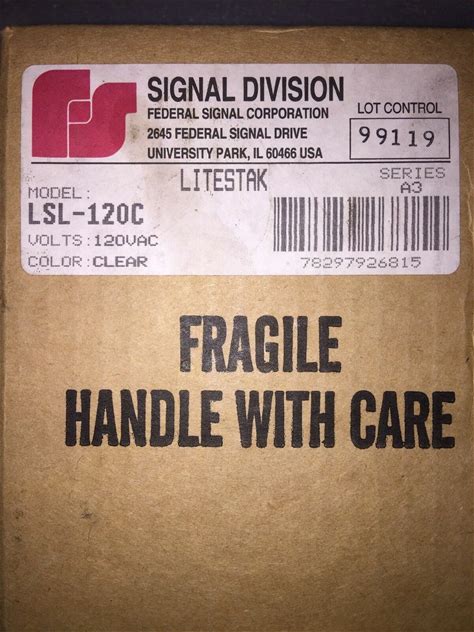 SIGNAL DIVISION
FEDERAL SIGNAL CORPORATION
2645 FEDERAL SIGNAL DRIVE
UNIVERSITY PARK, IL 60466 USA
LOT CONTROL
99119
LITESTAK
SERIES
A3
MODEL:
LSL-120C
VOLTS:120VAC
COLOR:CLEAR
78297926815
FRAGILE
HANDLE WITH CARE